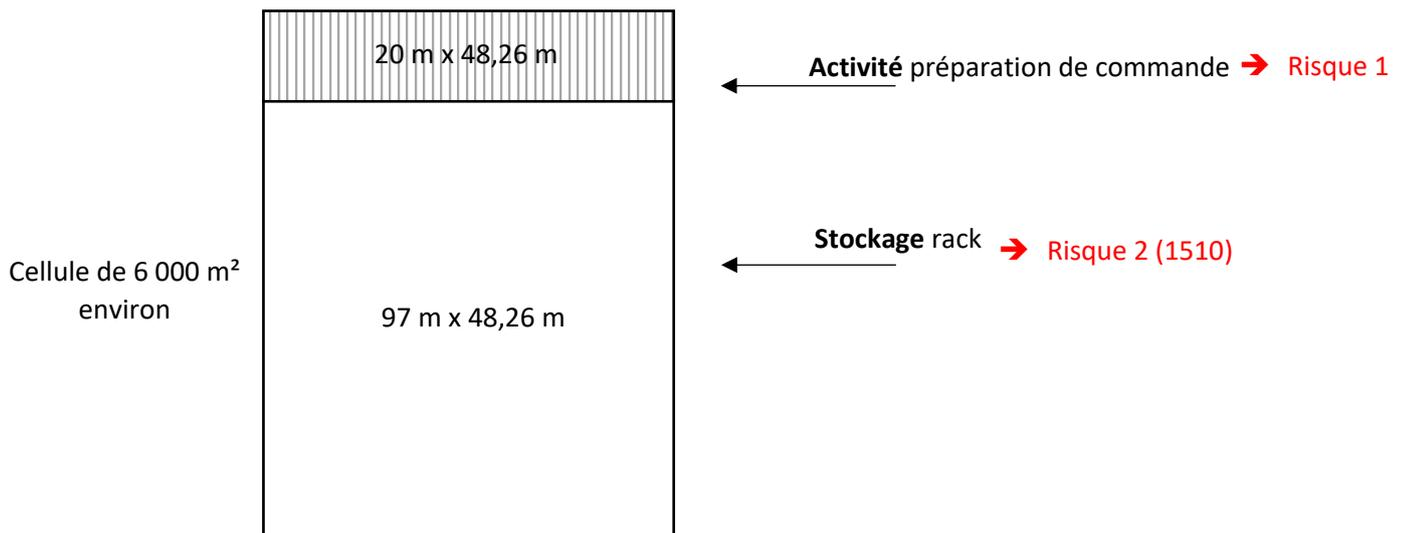 20 m x 48,26 m
Activité préparation de commande ➔ Risque 1
Stockage rack ➔ Risque 2 (1510)
Cellule de 6 000 m²
environ
97 m x 48,26 m